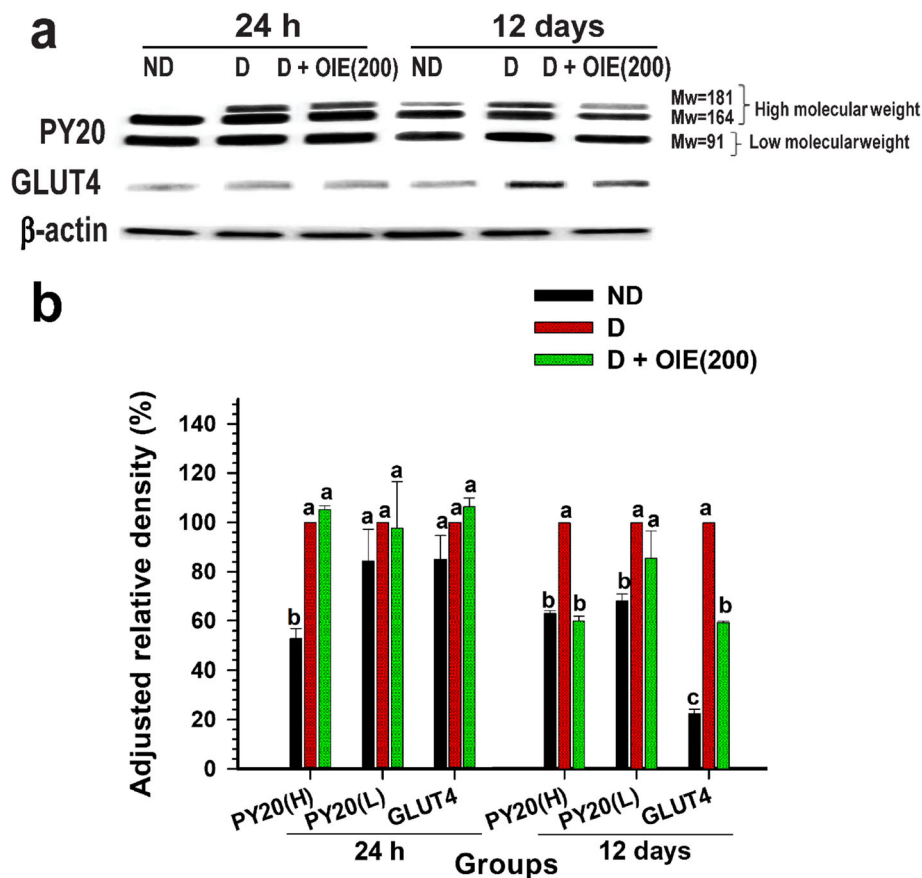 a
24 h 12 days
ND D D + OIE(200) ND D D + OIE(200)
Mw=181
Mw=164
High molecular weight
PY20
Mw=91
Low molecularweight
GLUT4
β-actin
b
ND
D
D + OIE(200)
Adjusted relative density (%)
140
120
100
80
60
40
20
0
b a a a a a a a a b a b b a a c a b
PY20(H) PY20(L) GLUT4 PY20(H) PY20(L) GLUT4
24 h 12 days
Groups